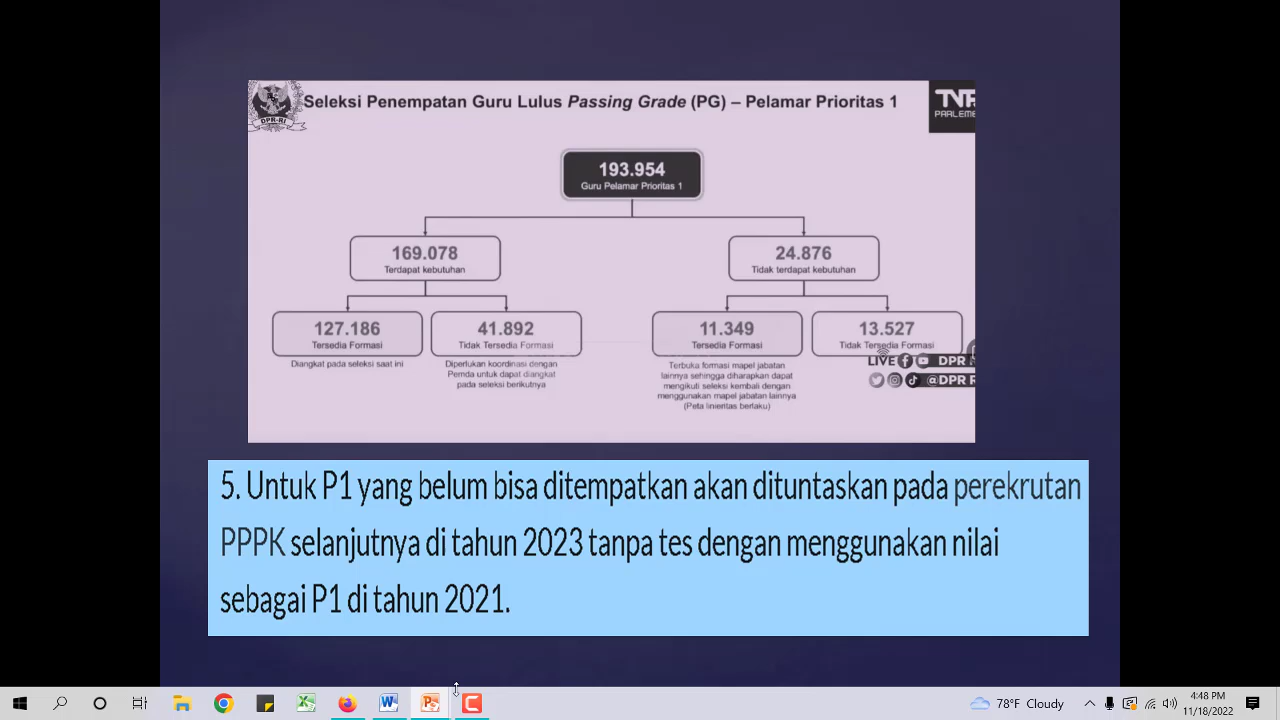 Seleksi Penempatan Guru Lulus Passing Grade (PG) – Pelamar Prioritas 1
DPR-RI
PARLEME
193.954
Guru Pelamar Prioritas 1
169.078
Terdapat kebutuhan
24.876
Tidak terdapat kebutuhan
127.186
Tersedia Formasi
41.892
Tidak Tersedia Formasi
11.349
Tersedia Formasi
13.527
Tidak Tersedia Formasi
Diangkat pada seleksi saat ini
Diperlukan koordinasi dengan
Pemda untuk dapat diangkat
pada seleksi berikutnya
Terbuka formasi mapel jabatan
lainnya sehingga diharapkan dapat
mengikuti seleksi kembali dengan
menggunakan mapel jabatan lainnya
(Peta linieritas berlaku)
LIVE DPR
@DPR R
5. Untuk P1 yang belum bisa ditempatkan akan dituntaskan pada perekrutan
PPPK selanjutnya di tahun 2023 tanpa tes dengan menggunakan nilai
sebagai P1 di tahun 2021.
78°F Cloudy
4:48 PM
11/18/2022